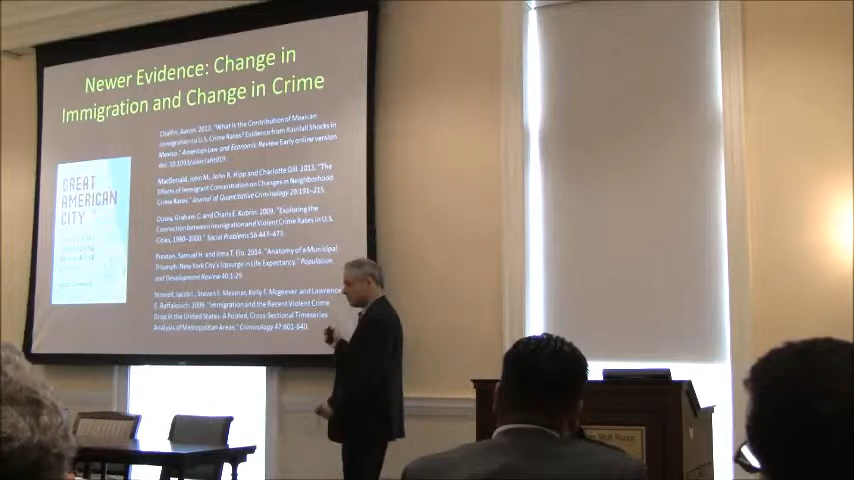 Newer Evidence: Change in
Immigration and Change in Crime
Chalfin, Aaron. 2013. "What is the Contribution of Mexican
Immigration to U.S. Crime Rates? Evidence from Rainfall Shocks in
Mexico." American Law and Economic Review Early online version
doi: 10.1093/aler/aht019.
MacDonald, John M., John R. Hipp and Charlotte Gill. 2013. "The
Effects of Immigrant Concentration on Changes in Neighborhood
Crime Rates." Journal of Quantitative Criminology 29:191–215.
Ousey, Graham C. and Charis E. Kubrin. 2009. "Exploring the
Connection between Immigration and Violent Crime Rates in U.S.
Cities, 1980–2000." Social Problems 56:447–473.
Preston, Samuel H. and Irma T. Elo. 2014. "Anatomy of a Municipal
Triumph: New York City's Upsurge in Life Expectancy." Population
and Development Review 40:1-29.
Stowell, Jacob I., Steven F. Messner, Kelly F. Mcgeever and Lawrence
E. Raffalovich. 2009. "Immigration and the Recent Violent Crime
Drop in the United States: A Pooled, Cross-Sectional Time-series
Analysis of Metropolitan Areas." Criminology 47:601-640.
GREAT
AMERICAN
CITY